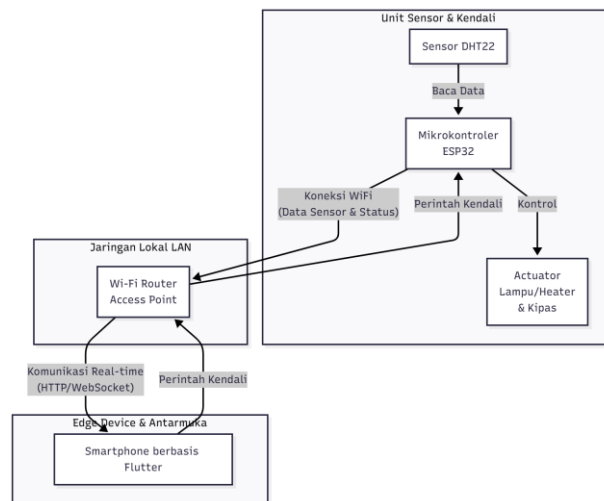 Unit Sensor & Kendali
Sensor DHT22
Baca Data
Mikrokontroler
ESP32
Koneksi WiFi
(Data Sensor & Status)
Perintah Kendali
Kontrol
Jaringan Lokal LAN
Wi-Fi Router
Access Point
Actuator
Lampu/Heater
& Kipas
Komunikasi Real-time
(HTTP/WebSocket)
Perintah Kendali
Edge Device & Antarmuka
Smartphone berbasis
Flutter